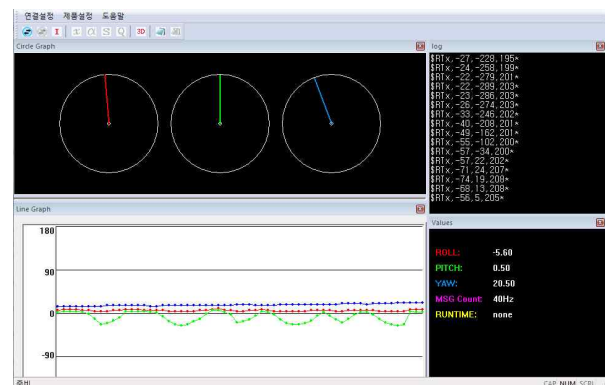 연결설정 제품설정 도움말
I x α S Q 3D
Circle Graph
log
$RTx,-27,-228,195*
$RTx,-24,-258,199*
$RTx,-22,-279,201*
$RTx,-22,-289,203*
$RTx,-23,-286,203*
$RTx,-26,-274,203*
$RTx,-33,-246,202*
$RTx,-40,-208,201*
$RTx,-49,-162,201*
$RTx,-55,-100,200*
$RTx,-57,-34,200*
$RTx,-57,22,202*
$RTx,-71,24,207*
$RTx,-74,19,208*
$RTx,-68,13,208*
$RTx,-56,5,205*
Line Graph
180
90
0
-90
Values
ROLL: -5.60
PITCH: 0.50
YAW: 20.50
MSG Count: 40Hz
RUNTIME: none
준비
CAP NUM SCRL